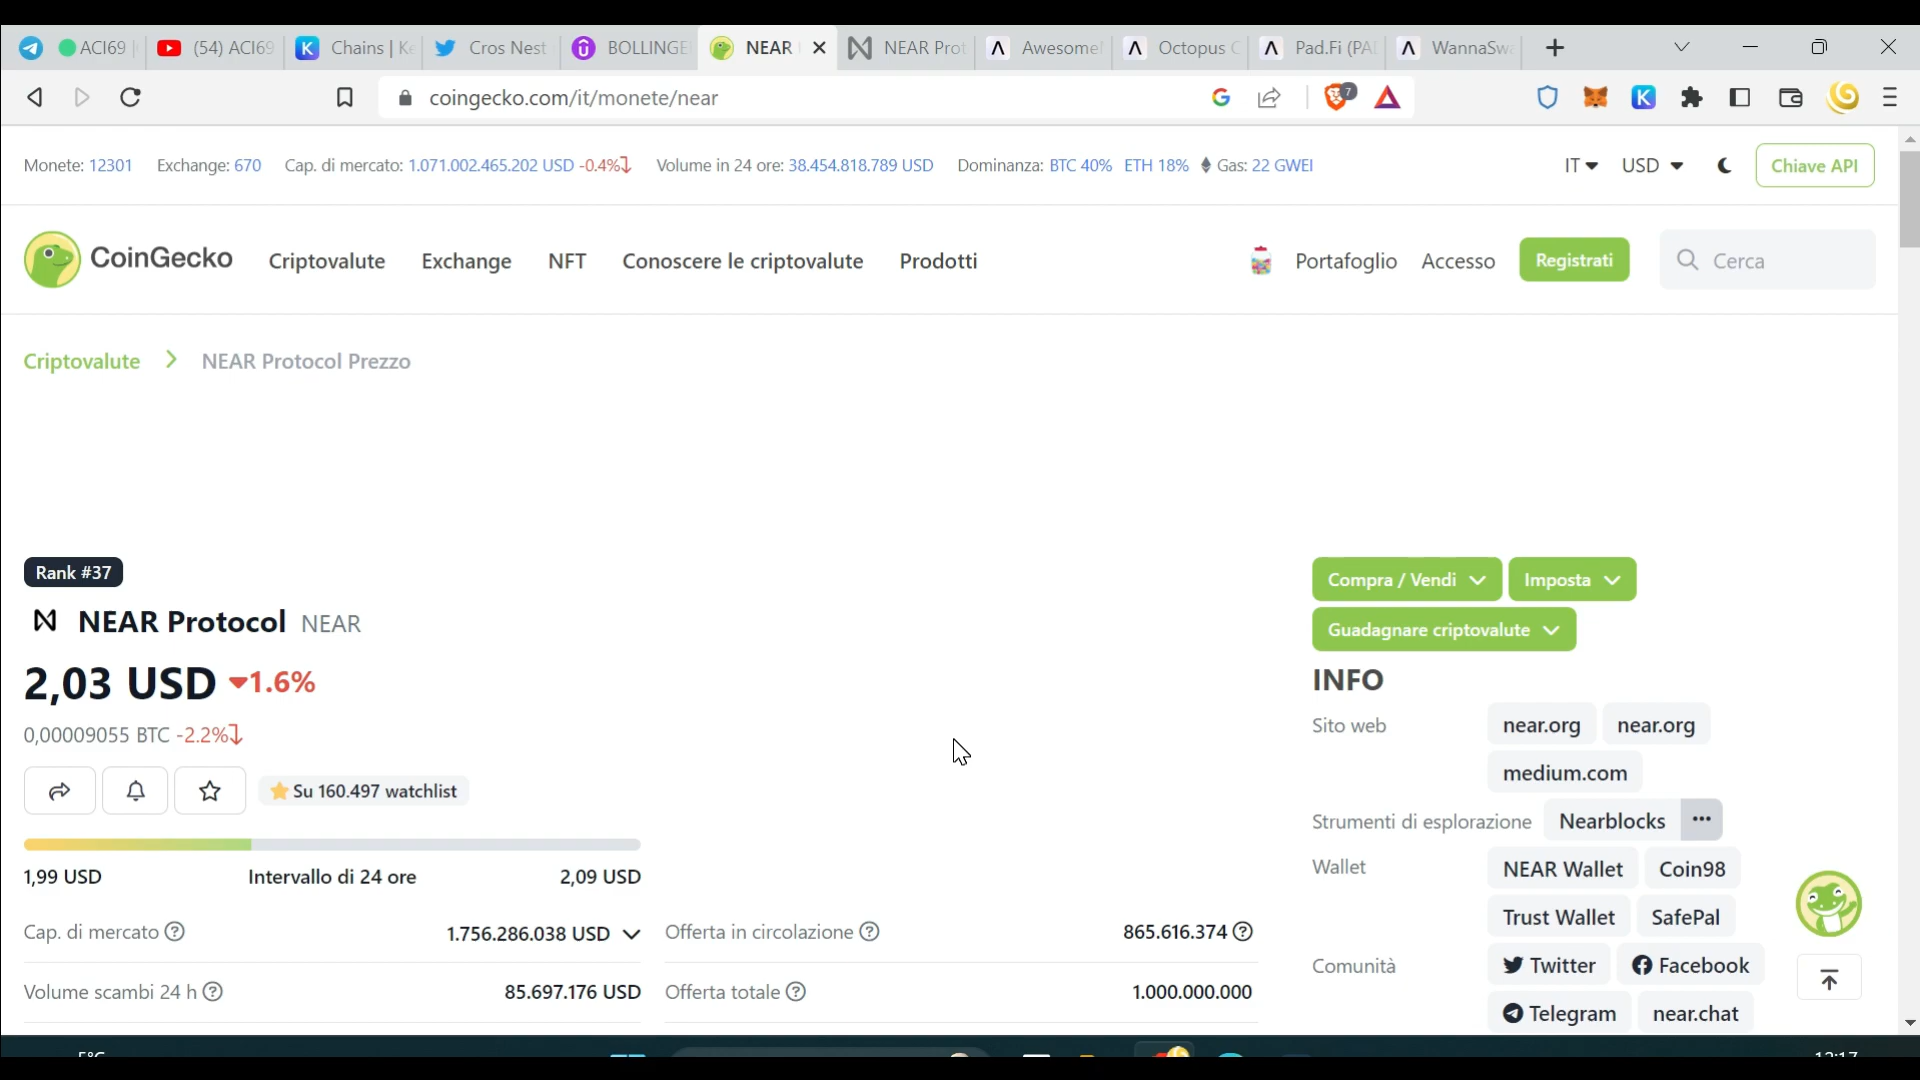 ACI69
(54) ACI69
Chains | Ke
Cros Nest
BOLLINGE
NEAR
NEAR Prot
Awesome
Octopus
Pad.Fi (PAD
WannaSwa
coingecko.com/it/monete/near
7
Monete: 12301 Exchange: 670 Cap. di mercato: 1.071.002.465.202 USD -0.4% Volume in 24 ore: 38.454.818.789 USD Dominanza: BTC 40% ETH 18% Gas: 22 GWEI
IT USD Chiave API
CoinGecko Criptovalute Exchange NFT Conoscere le criptovalute Prodotti
Portafoglio Accesso Registrati Cerca
Criptovalute NEAR Protocol Prezzo
Rank #37
NEAR Protocol NEAR
2,03 USD 1.6%
0,00009055 BTC -2.2%
Su 160.497 watchlist
1,99 USD Intervallo di 24 ore 2,09 USD
Cap. di mercato 1.756.286.038 USD
Offerta in circolazione 865.616.374
Volume scambi 24 h 85.697.176 USD
Offerta totale 1.000.000.000
Compra / Vendi Imposta
Guadagnare criptovalute
INFO
Sito web near.org near.org
medium.com
Strumenti di esplorazione Nearblocks ...
Wallet NEAR Wallet Coin98
Trust Wallet SafePal
Comunità Twitter Facebook
Telegram near.chat